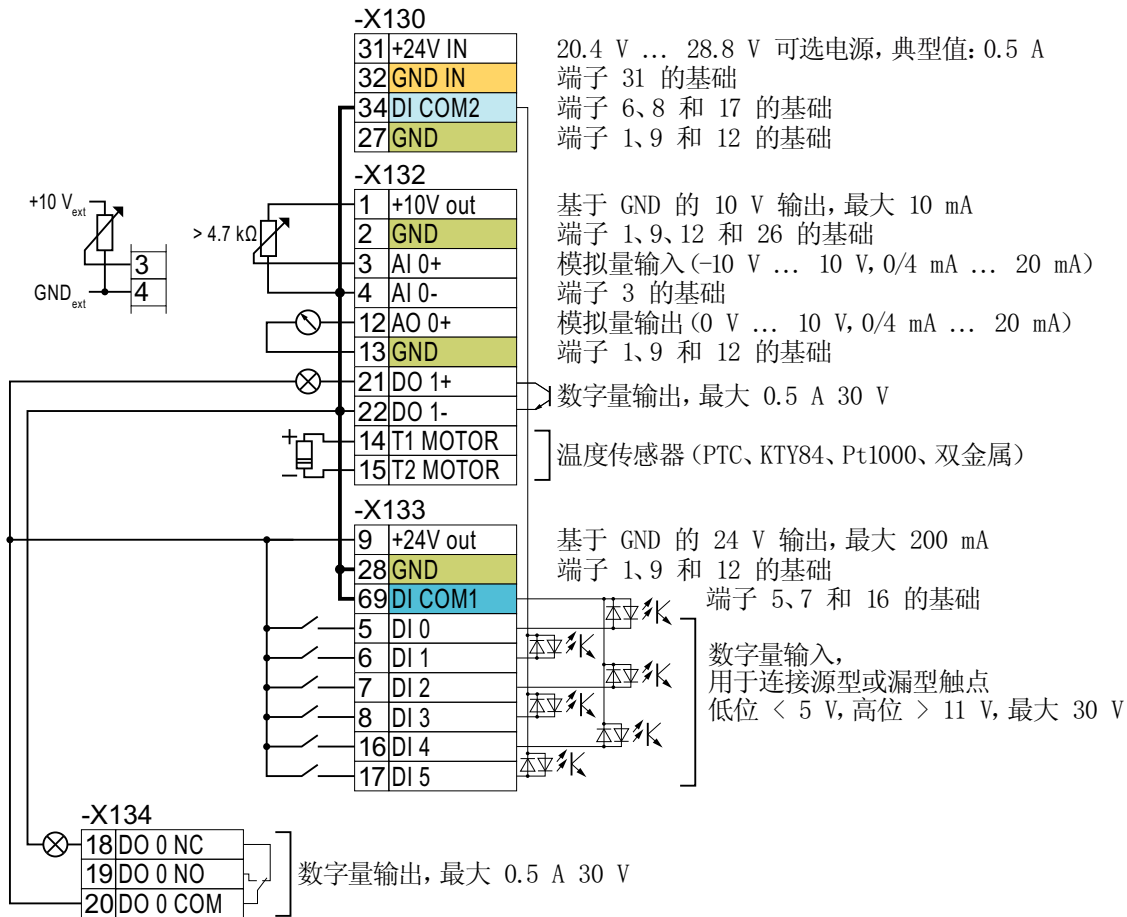 -X130
31 +24V IN 20.4 V ... 28.8 V 可选电源,典型值: 0.5 A
32 GND IN 端子 31 的基础
34 DI COM2 端子 6、8 和 17 的基础
27 GND 端子 1、9 和 12 的基础
-X132
+10 Vext
3
4
GNDext
> 4.7 kΩ
1 +10V out 基于 GND 的 10 V 输出,最大 10 mA
2 GND 端子 1、9、12 和 26 的基础
3 AI 0+ 模拟量输入(-10 V ... 10 V, 0/4 mA ... 20 mA)
4 AI 0- 端子 3 的基础
12 AO 0+ 模拟量输出(0 V ... 10 V, 0/4 mA ... 20 mA)
13 GND 端子 1、9 和 12 的基础
21 DO 1+ 数字量输出,最大 0.5 A 30 V
22 DO 1-
14 T1 MOTOR 温度传感器(PTC、KTY84、Pt1000、双金属)
15 T2 MOTOR
+
−
-X133
9 +24V out 基于 GND 的 24 V 输出,最大 200 mA
28 GND 端子 1、9 和 12 的基础
69 DI COM1 端子 5、7 和 16 的基础
5 DI 0
6 DI 1
7 DI 2
8 DI 3
16 DI 4
17 DI 5
数字量输入,
用于连接源型或漏型触点
低位 < 5 V,高位 > 11 V,最大 30 V
-X134
18 DO 0 NC
19 DO 0 NO 数字量输出,最大 0.5 A 30 V
20 DO 0 COM